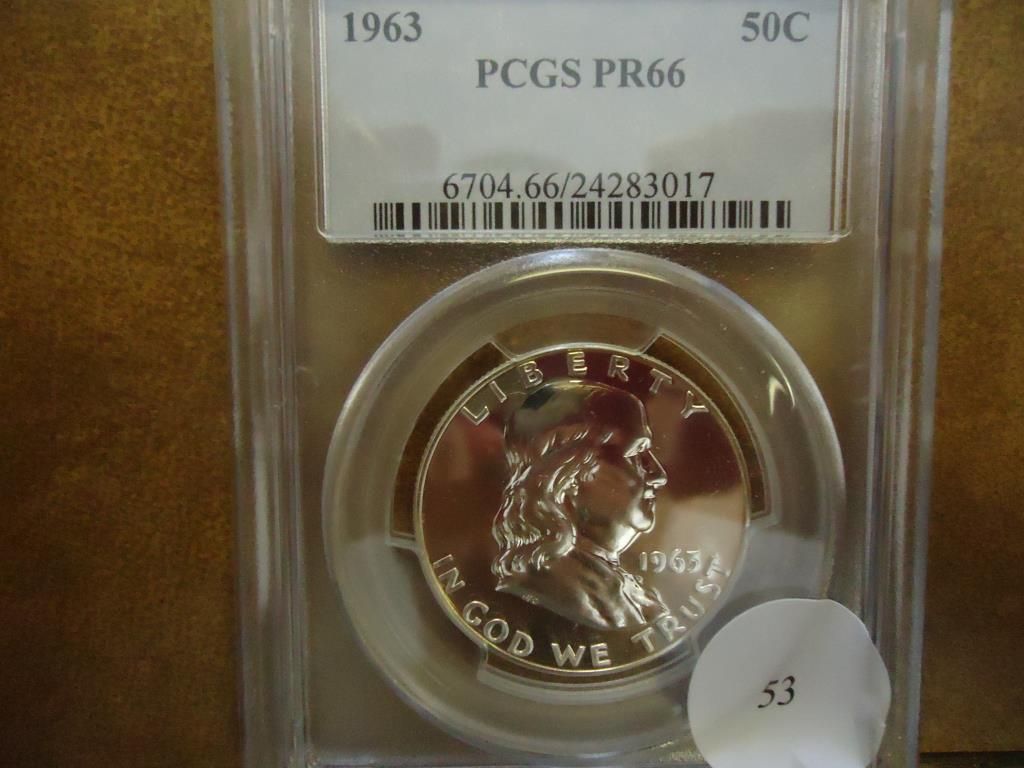 1963 50C
PCGS PR66
6704.66/24283017
LIBERTY
1963
IN GOD WE TRUST
53